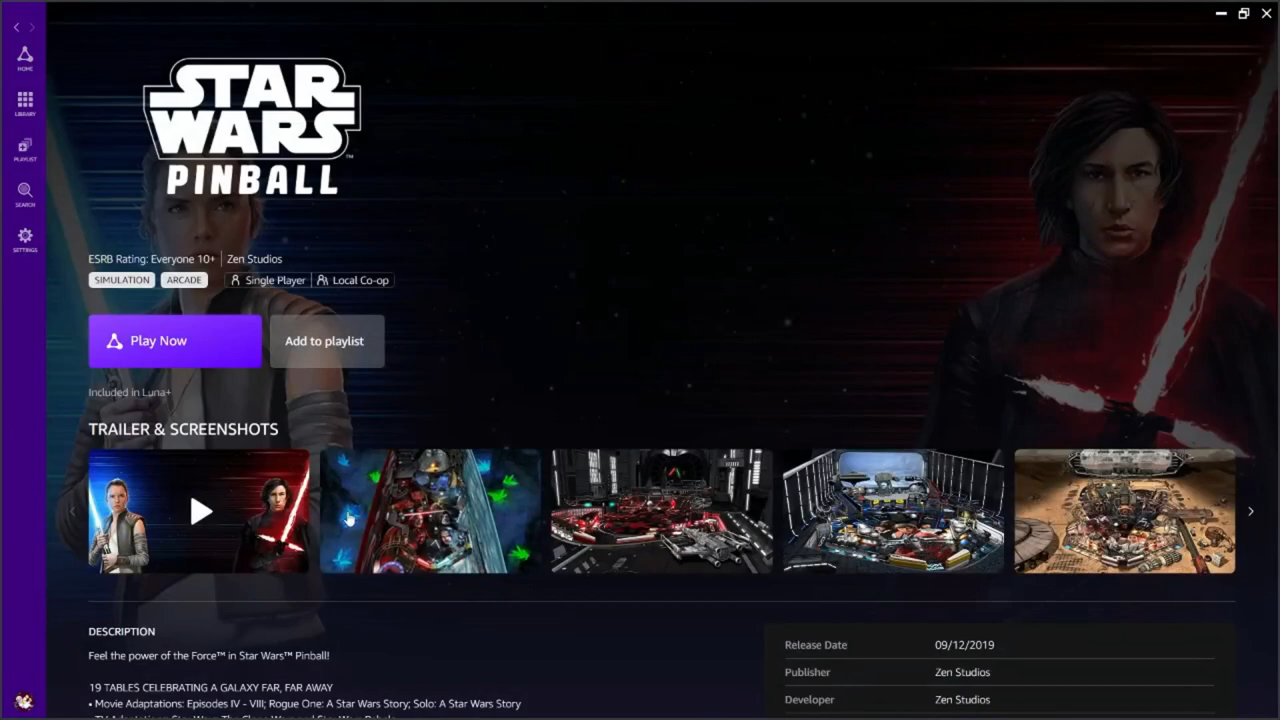 HOME
LIBRARY
PLAYLIST
SEARCH
SETTINGS
STAR
WARS™
PINBALL
ESRB Rating: Everyone 10+ | Zen Studios
SIMULATION ARCADE Single Player Local Co-op
Play Now Add to playlist
Included in Luna+
TRAILER & SCREENSHOTS
DESCRIPTION
Feel the power of the Force™ in Star Wars™ Pinball!
19 TABLES CELEBRATING A GALAXY FAR, FAR AWAY
• Movie Adaptations: Episodes IV - VIII; Rogue One: A Star Wars Story; Solo: A Star Wars Story
Release Date 09/12/2019
Publisher Zen Studios
Developer Zen Studios